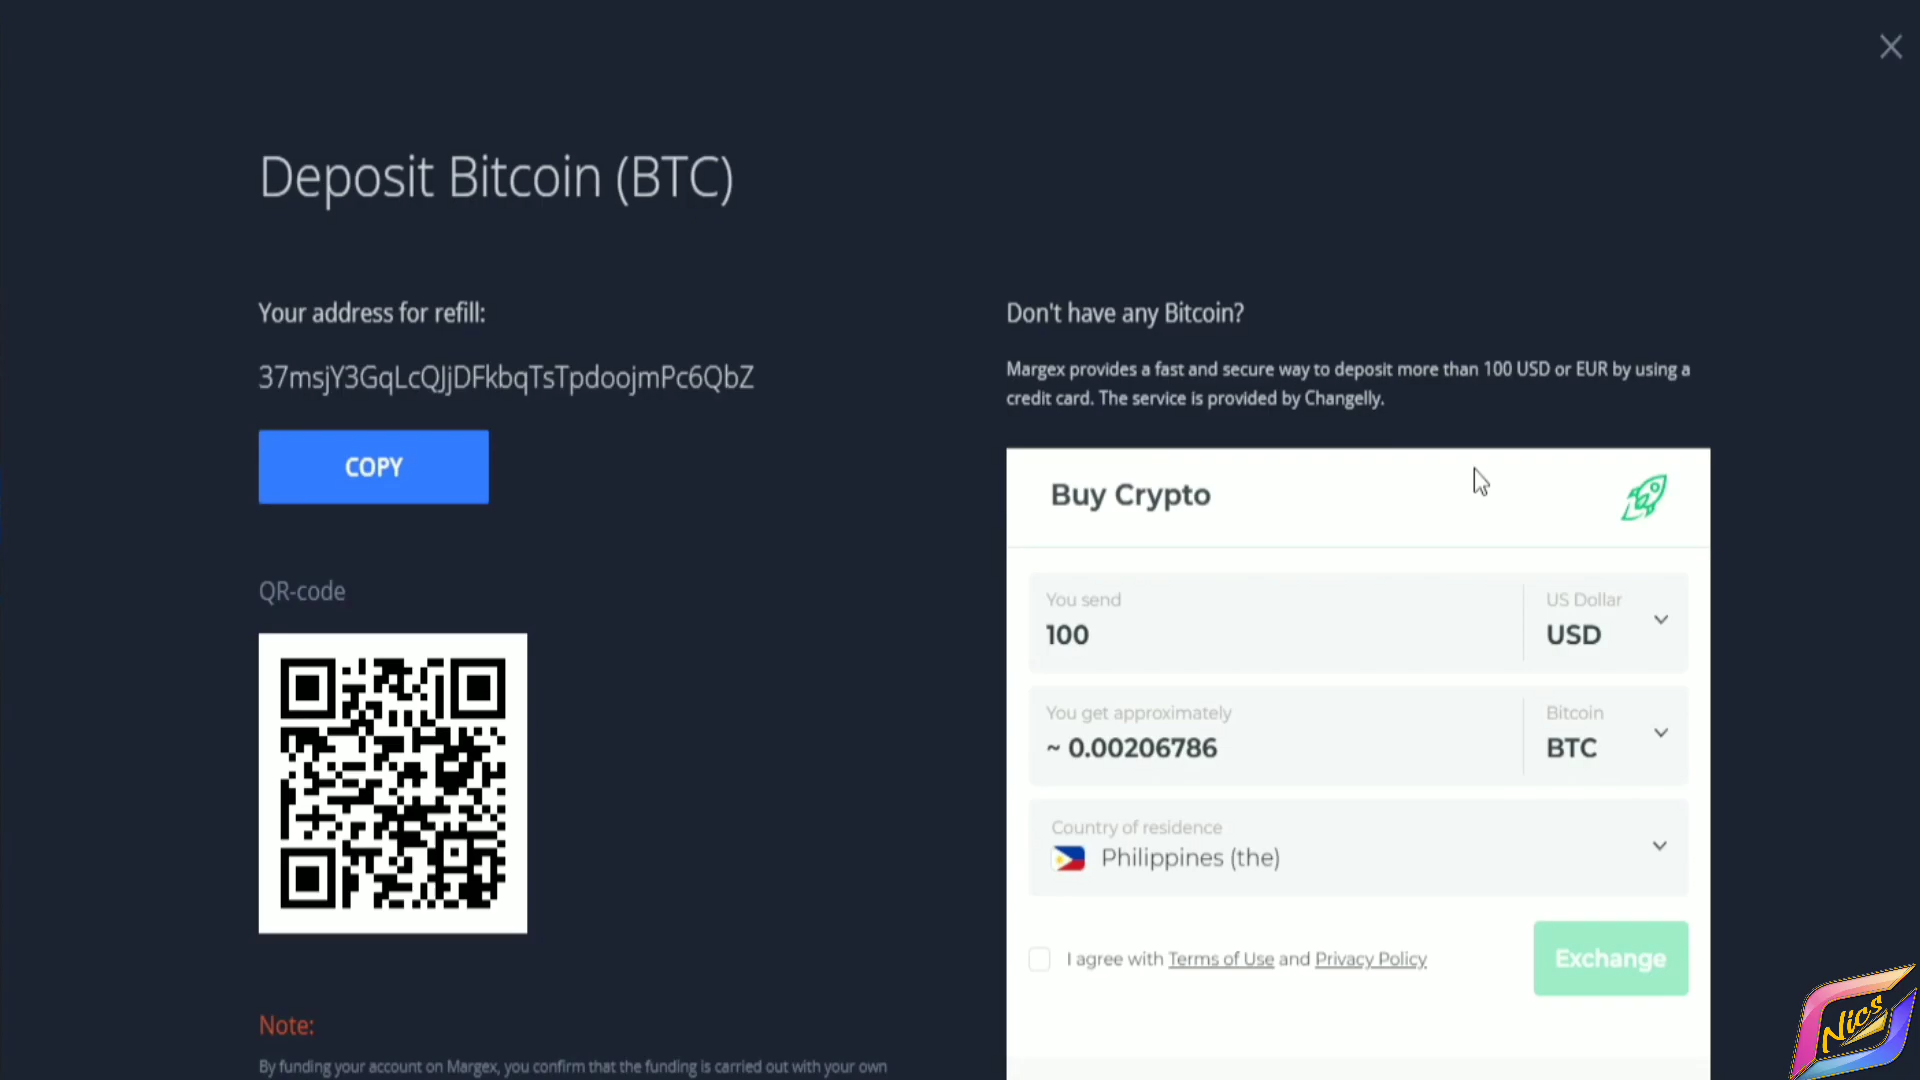 Deposit Bitcoin (BTC)
Your address for refill:
37msjY3GqLcQJjDFkbqTsTpdoojmPc6QbZ
COPY
QR-code
Note:
By funding your account on Margex, you confirm that the funding is carried out with your own
Don't have any Bitcoin?
Margex provides a fast and secure way to deposit more than 100 USD or EUR by using a
credit card. The service is provided by Changelly.
Buy Crypto
You send
100
US Dollar
USD
You get approximately
~ 0.00206786
Bitcoin
BTC
Country of residence
Philippines (the)
I agree with Terms of Use and Privacy Policy
Exchange
Nics